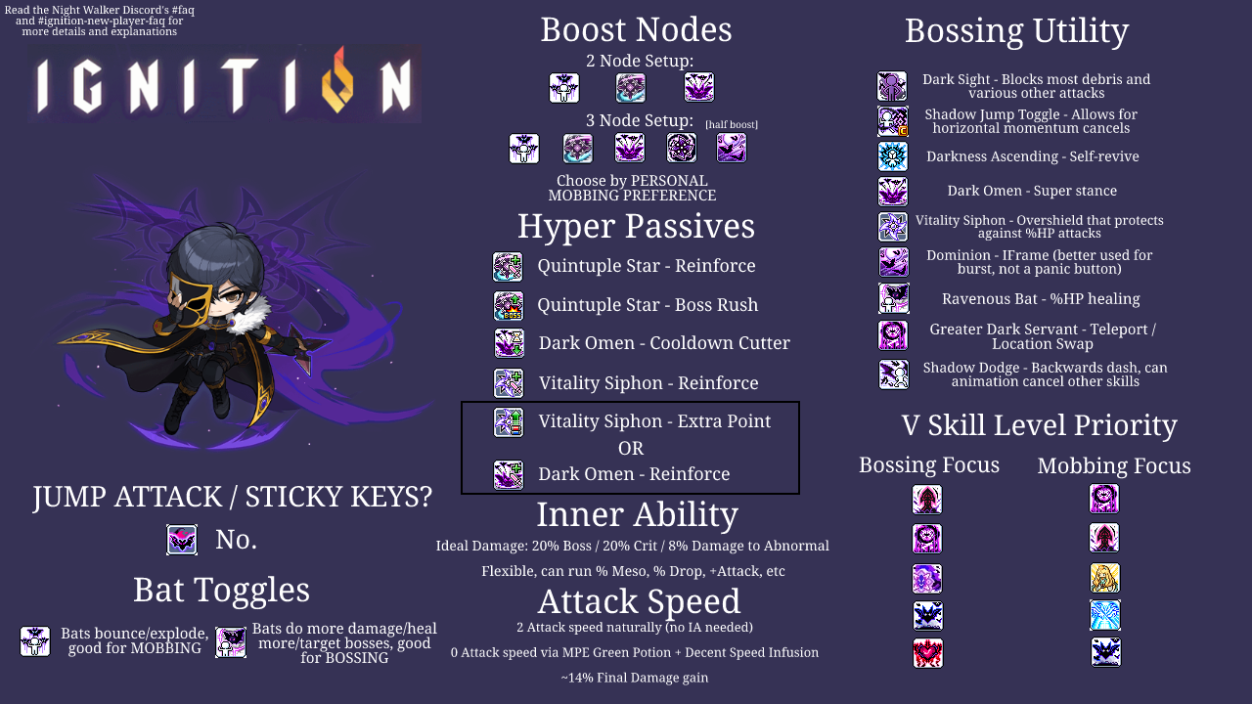 Read the Night Walker Discord's #faq
and #ignition-new-player-faq for
more details and explanations
IGNITION
JUMP ATTACK / STICKY KEYS?
No.
Bat Toggles
Bats bounce/explode,
good for MOBBING
Bats do more damage/heal
more/target bosses, good
for BOSSING
Boost Nodes
2 Node Setup:
3 Node Setup:
[half boost]
Choose by PERSONAL
MOBBING PREFERENCE
Hyper Passives
Quintuple Star - Reinforce
Quintuple Star - Boss Rush
BOSS
Dark Omen - Cooldown Cutter
Vitality Siphon - Reinforce
Vitality Siphon - Extra Point
OR
Dark Omen - Reinforce
Inner Ability
Ideal Damage: 20% Boss / 20% Crit / 8% Damage to Abnormal
Flexible, can run % Meso, % Drop, +Attack, etc
Attack Speed
2 Attack speed naturally (no IA needed)
0 Attack speed via MPE Green Potion + Decent Speed Infusion
~14% Final Damage gain
Bossing Utility
Dark Sight - Blocks most debris and
various other attacks
C
Shadow Jump Toggle - Allows for
horizontal momentum cancels
Darkness Ascending - Self-revive
Dark Omen - Super stance
Vitality Siphon - Overshield that protects
against %HP attacks
Dominion - IFrame (better used for
burst, not a panic button)
Ravenous Bat - %HP healing
Greater Dark Servant - Teleport /
Location Swap
Shadow Dodge - Backwards dash, can
animation cancel other skills
V Skill Level Priority
Bossing Focus
Mobbing Focus